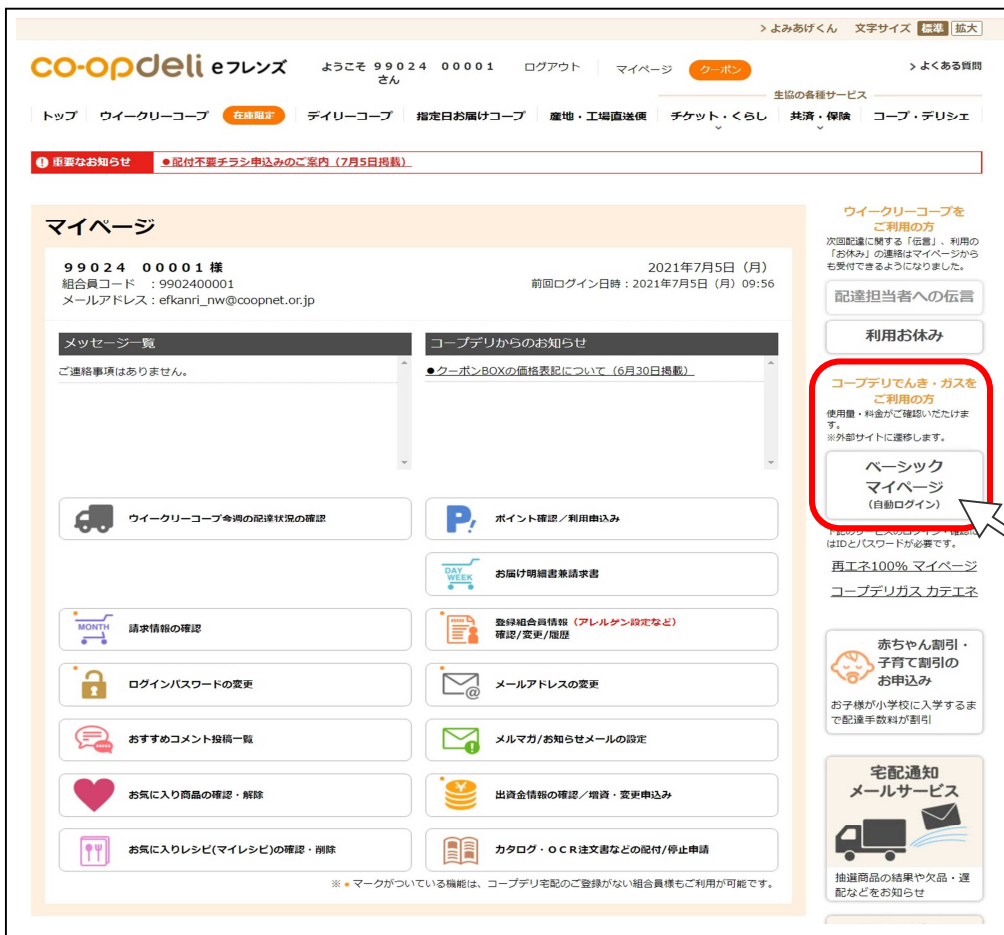 > よみあげくん 文字サイズ 標準 拡大
co-opdeli eフレンズ ようこそ 99024 00001 さん ログアウト マイページ クーポン > よくある質問
生協の各種サービス
トップ ウイークリーコープ 在庫限定 デイリーコープ 指定日お届けコープ 産地・工場直送便 チケット・くらし 共済・保険 コープ・デリシェ
重要なお知らせ ●配付不要チラシ申込みのご案内（7月5日掲載）
マイページ
99024 00001様
2021年7月5日（月）
組合員コード ：9902400001
前回ログイン日時：2021年7月5日（月）09:56
メールアドレス：efkanri_nw@coopnet.or.jp
メッセージ一覧
ご連絡事項はありません。
コープデリからのお知らせ
●クーポンBOXの価格表記について（6月30日掲載）
ウイークリーコープ今週の配達状況の確認
P! ポイント確認／利用申込み
DAY WEEK お届け明細書兼請求書
MONTH 請求情報の確認
登録組合員情報（アレルゲン設定など）
確認/変更/履歴
ログインパスワードの変更
@ メールアドレスの変更
おすすめコメント投稿一覧
メルマガ/お知らせメールの設定
お気に入り商品の確認・解除
出資金情報の確認／増資・変更申込み
お気に入りレシピ(マイレシピ)の確認・削除
カタログ・OCR注文書などの配付/停止申請
※●マークがついている機能は、コープデリ宅配のご登録がない組合員様もご利用が可能です。
ウイークリーコープを
ご利用の方
次回配達に関する「伝言」、利用の
「お休み」の連絡はマイページから
も受付できるようになりました。
配達担当者への伝言
利用お休み
コープデリでんき・ガスを
ご利用の方
使用量・料金がご確認いただけま
す。
※外部サイトに遷移します。
ベーシック
マイページ
（自動ログイン）
下記のサービスのログイン・確認に
はIDとパスワードが必要です。
再エネ100% マイページ
コープデリガス カテエネ
赤ちゃん割引・
子育て割引の
お申込み
お子様が小学校に入学するま
で配達手数料が割引
宅配通知
メールサービス
抽選商品の結果や欠品・遅
配などをお知らせ